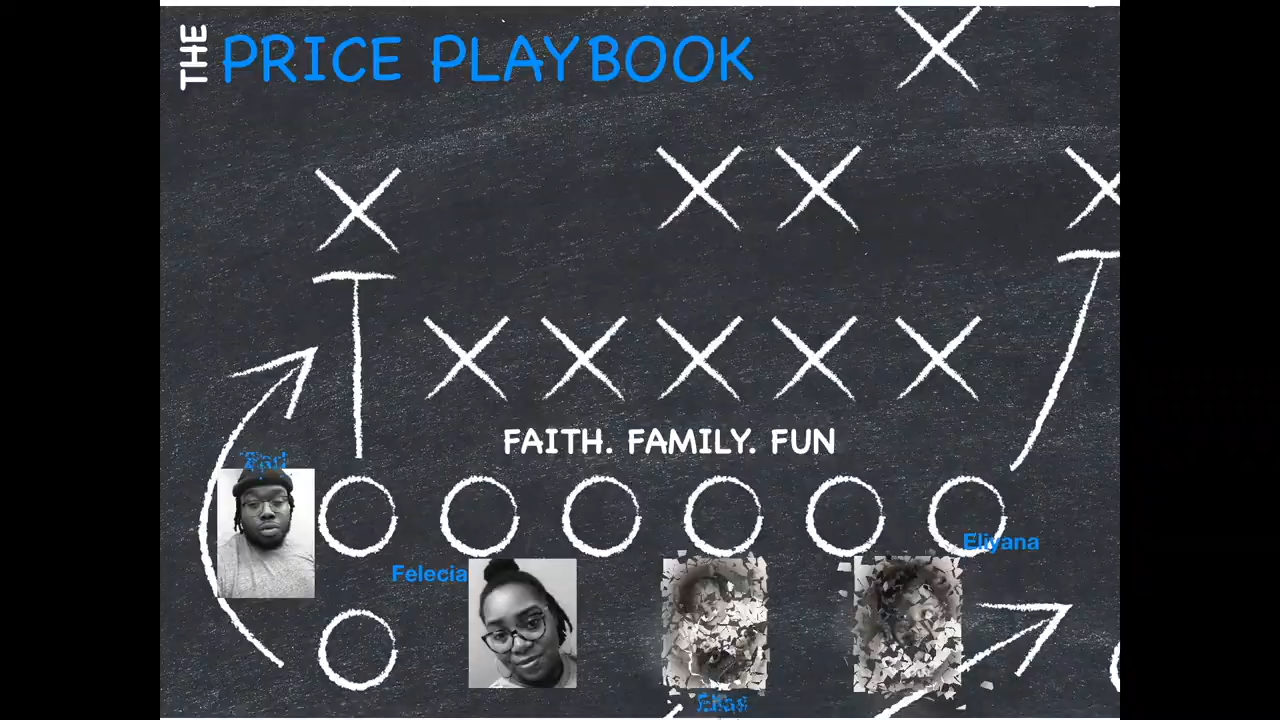 THE
PRICE PLAYBOOK
FAITH. FAMILY. FUN
Eliyana
Felecia